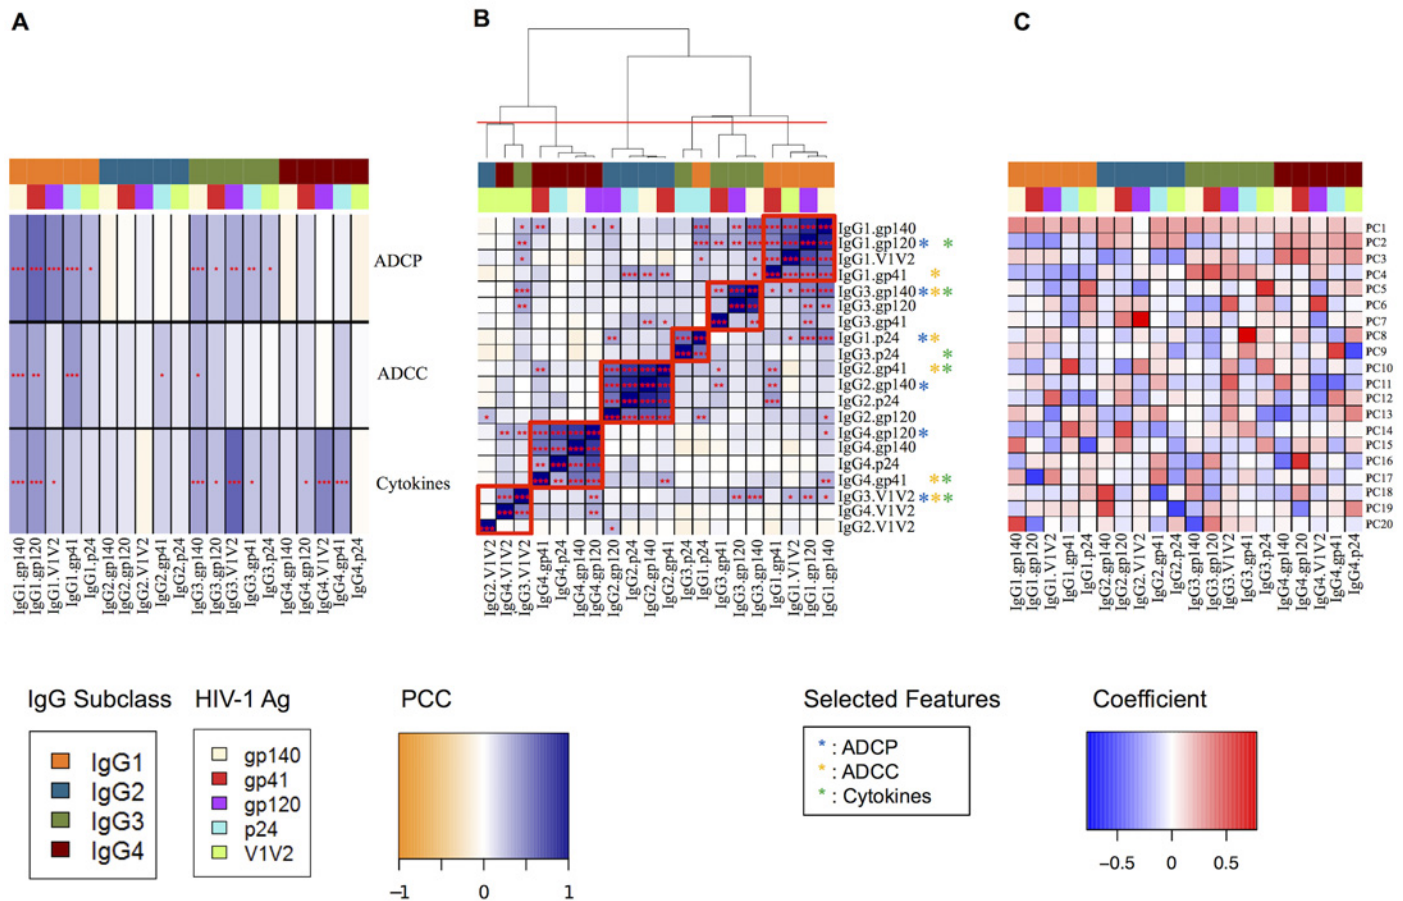 A
B
C
ADCP
ADCC
Cytokines
IgG1.gp140
IgG1.gp120
IgG1.V1V2
IgG1.gp41
IgG1.p24
IgG2.gp140
IgG2.gp120
IgG2.V1V2
IgG2.gp41
IgG2.p24
IgG3.gp140
IgG3.gp120
IgG3.V1V2
IgG3.gp41
IgG3.p24
IgG4.gp140
IgG4.gp120
IgG4.V1V2
IgG4.gp41
IgG4.p24
IgG1.gp140
IgG1.gp120 * *
IgG1.V1V2
IgG1.gp41 *
IgG3.gp140 * * *
IgG3.gp120
IgG3.gp41
IgG1.p24 * *
IgG3.p24 *
IgG2.gp41 * *
IgG2.gp140 *
IgG2.p24
IgG2.gp120
IgG4.gp120 *
IgG4.gp140
IgG4.p24
IgG4.gp41 * *
IgG3.V1V2 * * *
IgG4.V1V2
IgG2.V1V2
IgG2.V1V2
IgG4.V1V2
IgG3.V1V2
IgG4.gp41
IgG4.p24
IgG4.gp140
IgG4.gp120
IgG2.gp120
IgG2.p24
IgG2.gp140
IgG2.gp41
IgG3.p24
IgG1.p24
IgG3.gp41
IgG3.gp120
IgG3.gp140
IgG1.gp41
IgG1.V1V2
IgG1.gp120
IgG1.gp140
PC1
PC2
PC3
PC4
PC5
PC6
PC7
PC8
PC9
PC10
PC11
PC12
PC13
PC14
PC15
PC16
PC17
PC18
PC19
PC20
IgG1.gp140
IgG1.gp120
IgG1.V1V2
IgG1.gp41
IgG1.p24
IgG2.gp140
IgG2.gp120
IgG2.V1V2
IgG2.gp41
IgG2.p24
IgG3.gp140
IgG3.gp120
IgG3.V1V2
IgG3.gp41
IgG3.p24
IgG4.gp140
IgG4.gp120
IgG4.V1V2
IgG4.gp41
IgG4.p24
IgG Subclass
IgG1
IgG2
IgG3
IgG4
HIV-1 Ag
gp140
gp41
gp120
p24
V1V2
PCC
−1 0 1
Selected Features
* : ADCP
* : ADCC
* : Cytokines
Coefficient
−0.5 0 0.5